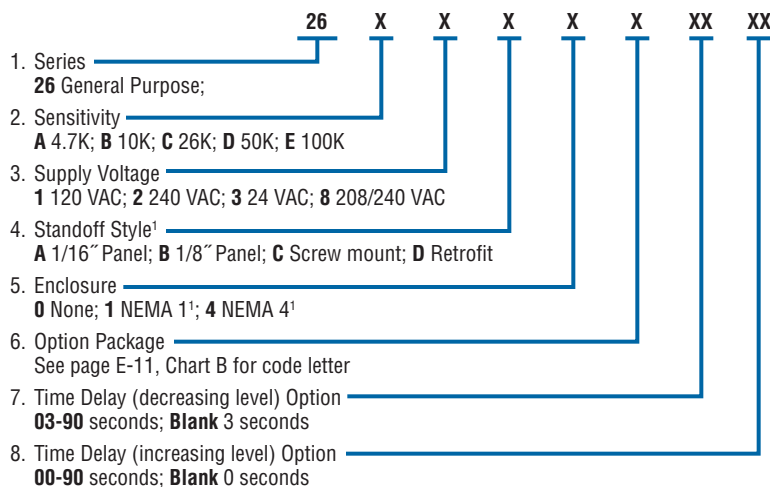 26 X X X X X XX XX
1. Series
26 General Purpose;
2. Sensitivity
A 4.7K; B 10K; C 26K; D 50K; E 100K
3. Supply Voltage
1 120 VAC; 2 240 VAC; 3 24 VAC; 8 208/240 VAC
4. Standoff Style¹
A 1/16˝ Panel; B 1/8˝ Panel; C Screw mount; D Retrofit
5. Enclosure
0 None; 1 NEMA 1¹; 4 NEMA 4¹
6. Option Package
See page E-11, Chart B for code letter
7. Time Delay (decreasing level) Option
03-90 seconds; Blank 3 seconds
8. Time Delay (increasing level) Option
00-90 seconds; Blank 0 seconds